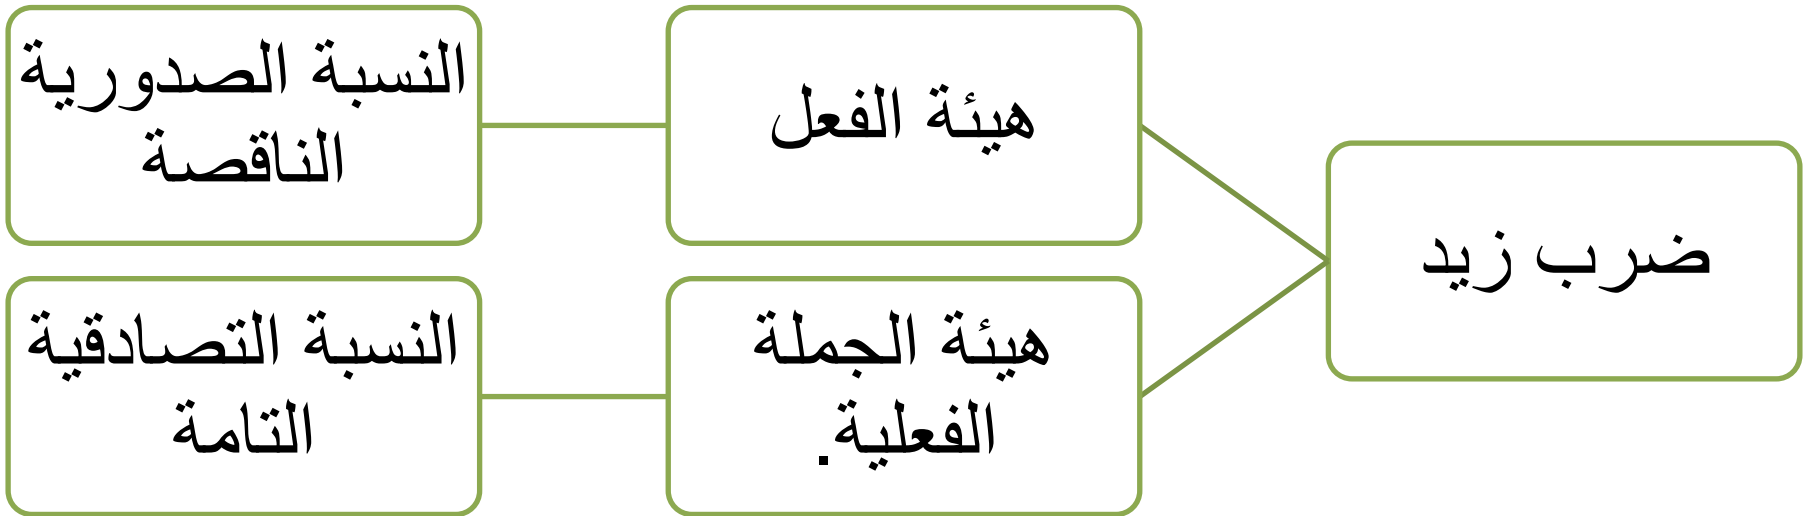 ضرب زيد
هيئة الفعل
النسبة الصدورية
الناقصة
هيئة الجملة
الفعلية.
النسبة التصادقية
التامة